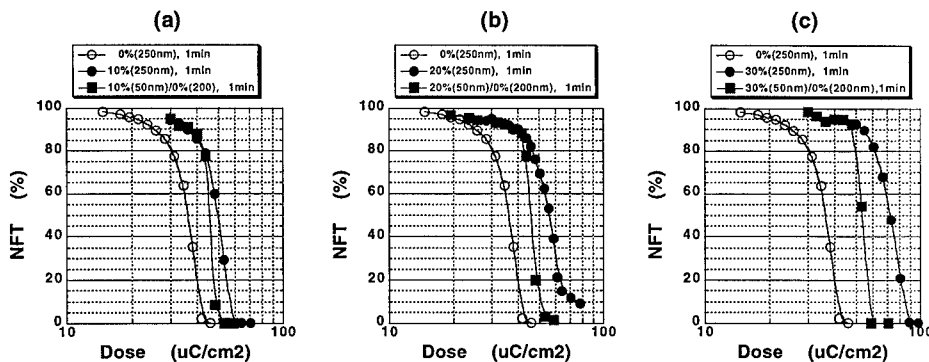 (a)
0%(250nm), 1min
10%(250nm), 1min
10%(50nm)/0%(200), 1min
NFT (%)
100
80
60
40
20
0
10
100
Dose (uC/cm2)
(b)
0%(250nm), 1min
20%(250nm), 1min
20%(50nm)/0%(200nm), 1min
NFT (%)
100
80
60
40
20
0
10
100
Dose (uC/cm2)
(c)
0%(250nm), 1min
30%(250nm), 1min
30%(50nm)/0%(200nm),1min
NFT (%)
100
80
60
40
20
0
10
100
Dose (uC/cm2)